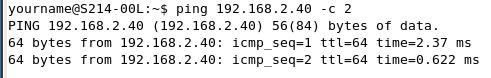 yourname@S214-00L:~$ ping 192.168.2.40 -c 2
PING 192.168.2.40 (192.168.2.40) 56(84) bytes of data.
64 bytes from 192.168.2.40: icmp_seq=1 ttl=64 time=2.37 ms
64 bytes from 192.168.2.40: icmp_seq=2 ttl=64 time=0.622 ms